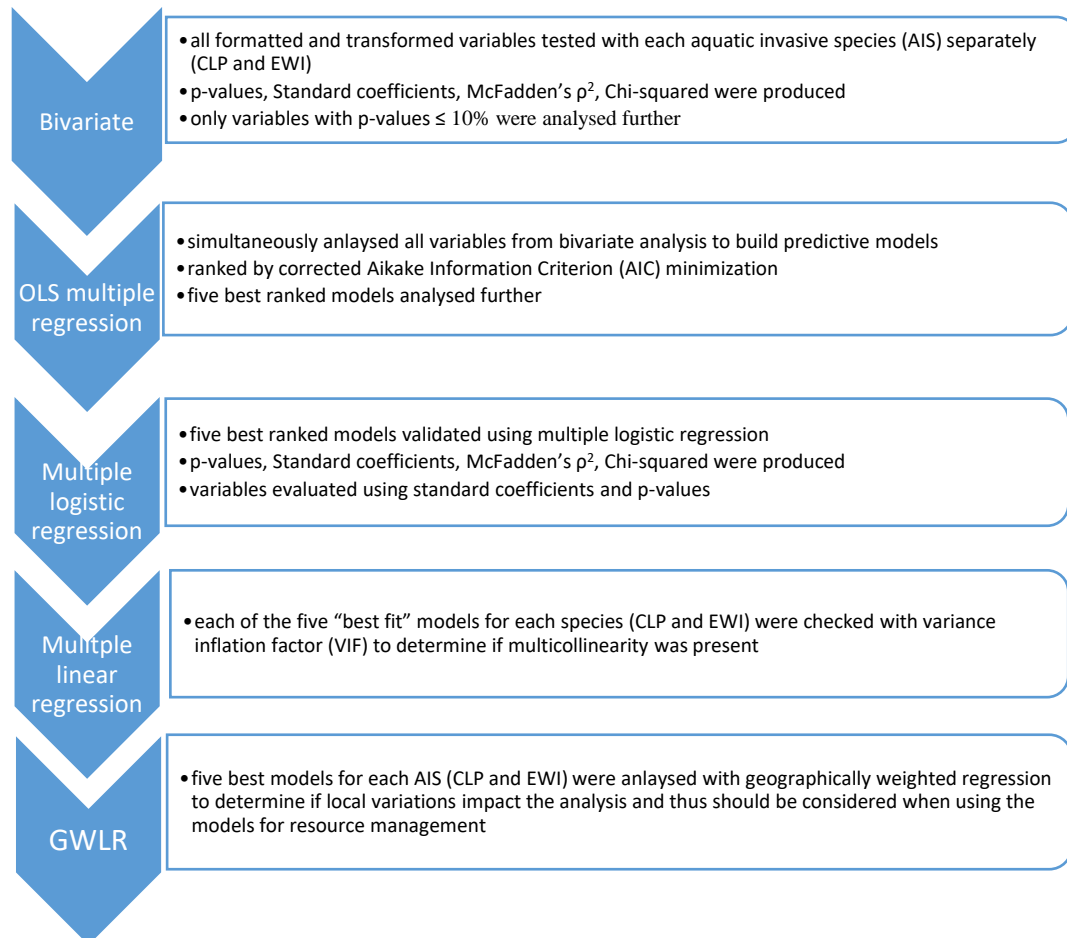 Bivariate
•all formatted and transformed variables tested with each aquatic invasive species (AIS) separately
(CLP and EWI)
•p-values, Standard coefficients, McFadden's ρ², Chi-squared were produced
•only variables with p-values ≤ 10% were analysed further
OLS multiple
regression
•simultaneously anlaysed all variables from bivariate analysis to build predictive models
•ranked by corrected Aikake Information Criterion (AIC) minimization
•five best ranked models analysed further
Multiple
logistic
regression
•five best ranked models validated using multiple logistic regression
•p-values, Standard coefficients, McFadden's ρ², Chi-squared were produced
•variables evaluated using standard coefficients and p-values
Mulitple
linear
regression
•each of the five “best fit” models for each species (CLP and EWI) were checked with variance
inflation factor (VIF) to determine if multicollinearity was present
GWLR
•five best models for each AIS (CLP and EWI) were anlaysed with geographically weighted regression
to determine if local variations impact the analysis and thus should be considered when using the
models for resource management